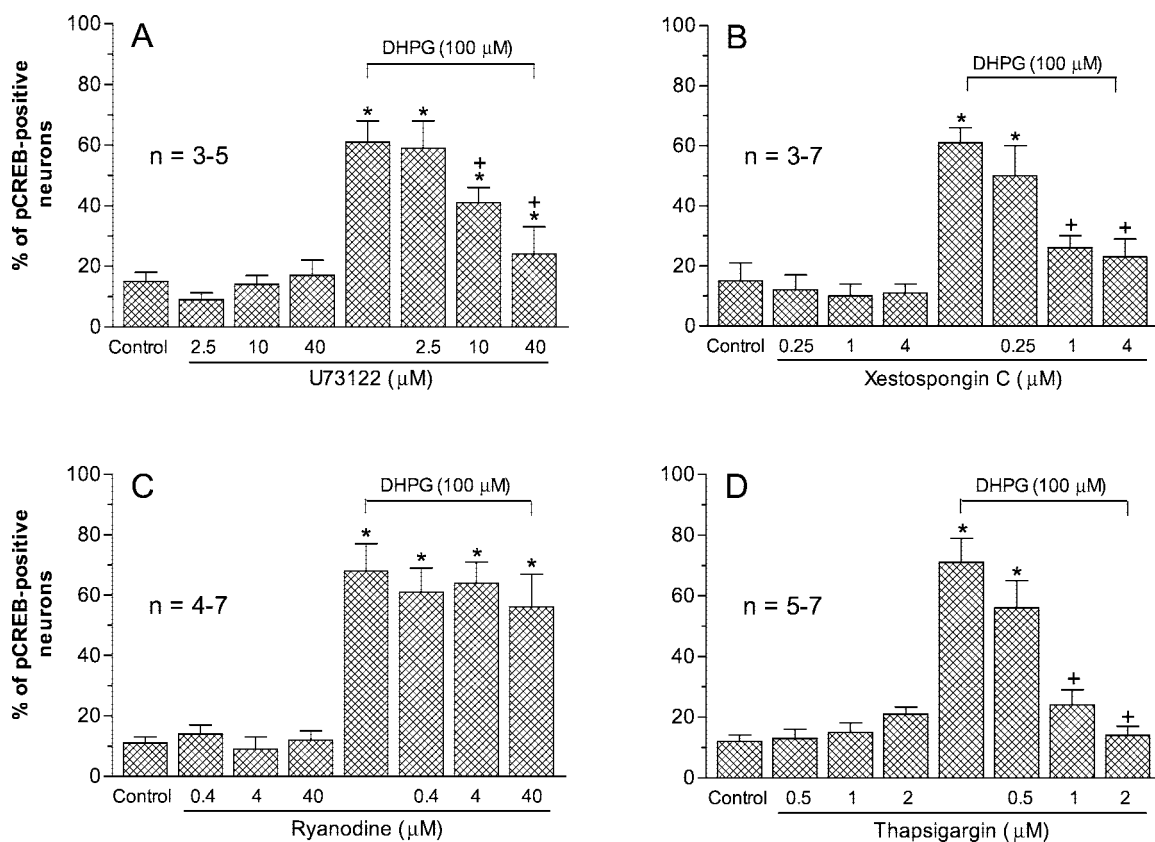 A
% of pCREB-positive
neurons
100
80
60
40
20
0
DHPG (100 μM)
n = 3-5
* * + * + *
Control 2.5 10 40 2.5 10 40
U73122 (μM)
B
100
80
60
40
20
0
DHPG (100 μM)
n = 3-7
* * + +
Control 0.25 1 4 0.25 1 4
Xestospongin C (μM)
C
% of pCREB-positive
neurons
100
80
60
40
20
0
DHPG (100 μM)
n = 4-7
* * * *
Control 0.4 4 40 0.4 4 40
Ryanodine (μM)
D
100
80
60
40
20
0
DHPG (100 μM)
n = 5-7
* * + +
Control 0.5 1 2 0.5 1 2
Thapsigargin (μM)